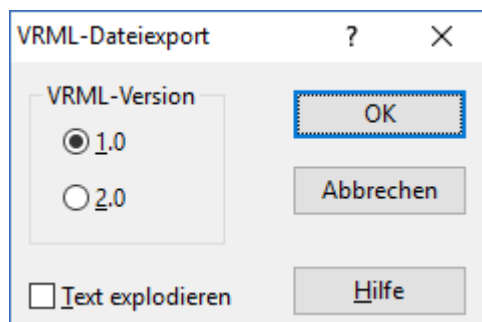 VRML-Dateiexport ?
VRML-Version
1.0
2.0
OK
Abbrechen
Text explodieren
Hilfe